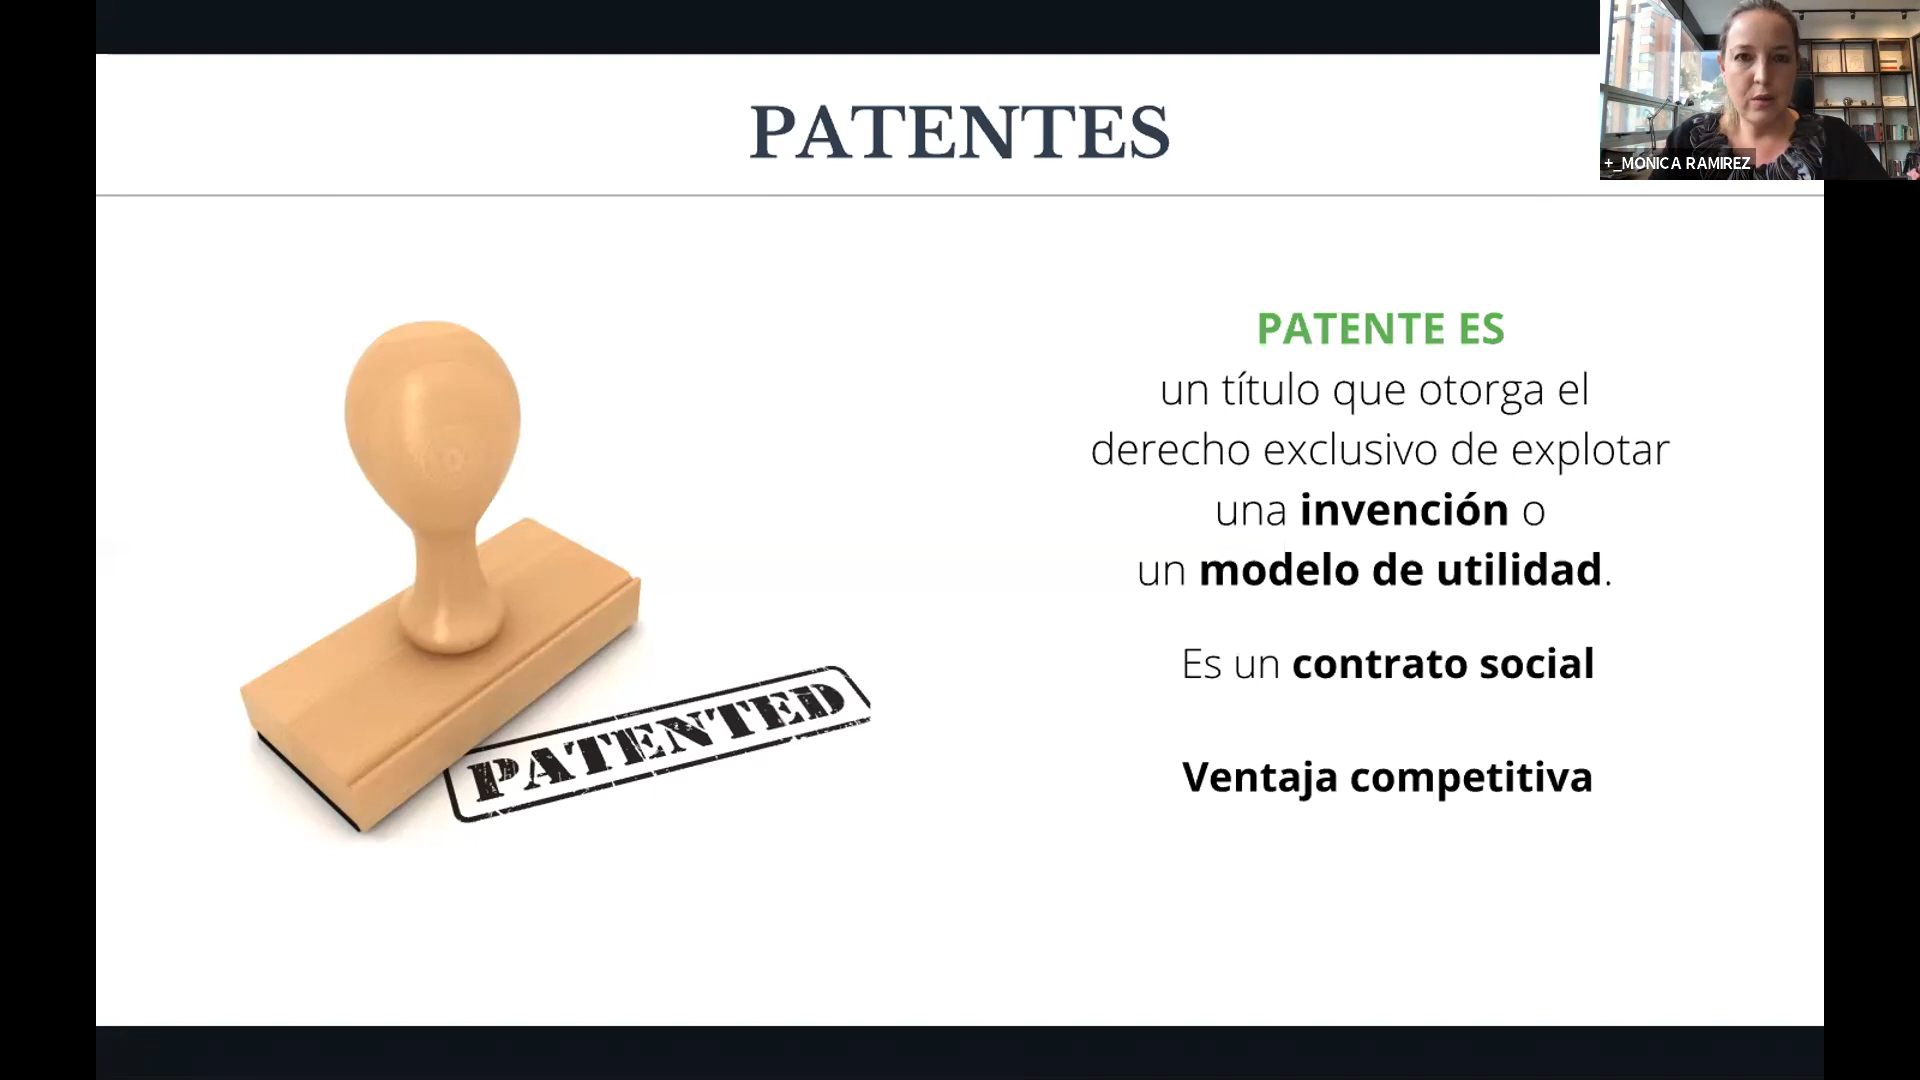 PATENTES
+_MONICA RAMIREZ
PATENTE ES
un título que otorga el
derecho exclusivo de explotar
una invención o
un modelo de utilidad.
Es un contrato social
Ventaja competitiva
PATENTED